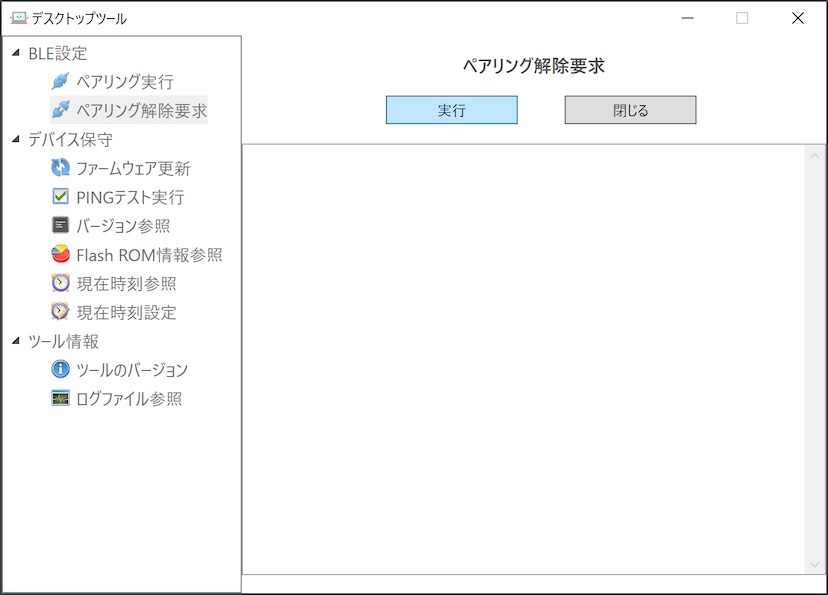 デスクトップツール
BLE設定
ペアリング実行
ペアリング解除要求
デバイス保守
ファームウェア更新
PINGテスト実行
バージョン参照
Flash ROM情報参照
現在時刻参照
現在時刻設定
ツール情報
ツールのバージョン
ログファイル参照
ペアリング解除要求
実行
閉じる